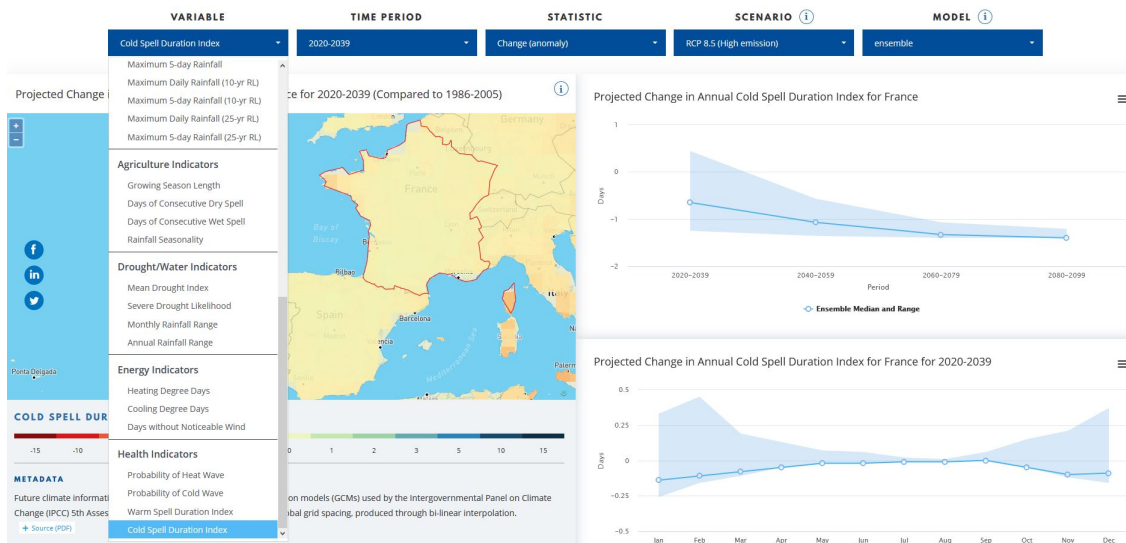 VARIABLE
TIME PERIOD
STATISTIC
SCENARIO i
MODEL i
Cold Spell Duration Index
2020-2039
Change (anomaly)
RCP 8.5 (High emission)
ensemble
Maximum 5-day Rainfall
Maximum Daily Rainfall (10-yr RL)
Maximum 5-day Rainfall (10-yr RL)
Maximum Daily Rainfall (25-yr RL)
Maximum 5-day Rainfall (25-yr RL)
Agriculture Indicators
Growing Season Length
Days of Consecutive Dry Spell
Days of Consecutive Wet Spell
Rainfall Seasonality
Drought/Water Indicators
Mean Drought Index
Severe Drought Likelihood
Monthly Rainfall Range
Annual Rainfall Range
Energy Indicators
Heating Degree Days
Cooling Degree Days
Days without Noticeable Wind
Health Indicators
Probability of Heat Wave
Probability of Cold Wave
Warm Spell Duration Index
Cold Spell Duration Index
Projected Change
ce for 2020-2039 (Compared to 1986-2005)
i
+
-
Germany
Belgium
France
Bay of
Biscay
Bilbao
Spain
Barcelona
encia
Italy
Palerm
Ponta Delgada
COLD SPELL DUR
-15 -10 0 1 2 3 5 10 15
METADATA
Future climate informati
on models (GCMs) used by the Intergovernmental Panel on Climate
Change (IPCC) 5th Asses
obal grid spacing, produced through bi-linear interpolation.
+ Source (PDF)
Projected Change in Annual Cold Spell Duration Index for France
1
0
-1
-2
Days
2020-2039 2040-2059 2060-2079 2080-2099
Period
Ensemble Median and Range
Projected Change in Annual Cold Spell Duration Index for France for 2020-2039
0.5
0.25
0
-0.25
-0.5
Days
Jan Feb Mar Apr May Jun Jul Aug Sep Oct Nov Dec